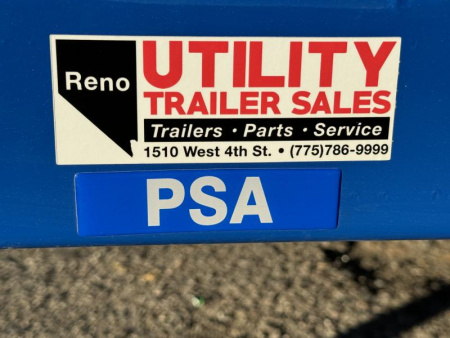 Reno
UTILITY
TRAILER SALES
Trailers • Parts • Service
1510 West 4th St. • (775)786-9999
PSA